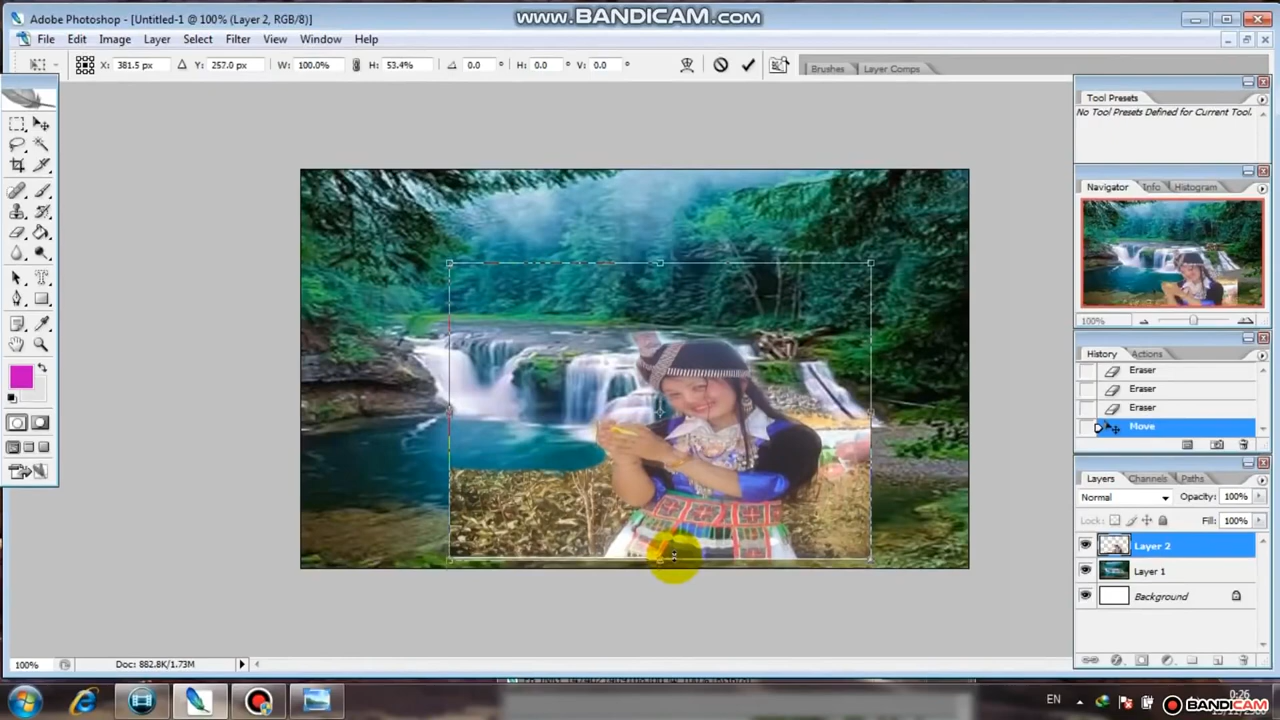 www.BANDICAM.com
Adobe Photoshop - [Untitled-1 @ 100% (Layer 2, RGB/8)]
File Edit Image Layer Select Filter View Window Help
X: 381.5 px Y: 257.0 px W: 100.0% H: 53.4% 0.0 ° H: 0.0 ° V: 0.0 °
Brushes Layer Comps
Tool Presets
No Tool Presets Defined for Current Tool.
Navigator Info Histogram
100%
History Actions
Eraser
Eraser
Eraser
Move
Layers Channels Paths
Normal Opacity: 100%
Lock: Fill: 100%
Layer 2
Layer 1
Background
100% Doc: 882.8K/1.73M
EN
0:26
BANDICAM